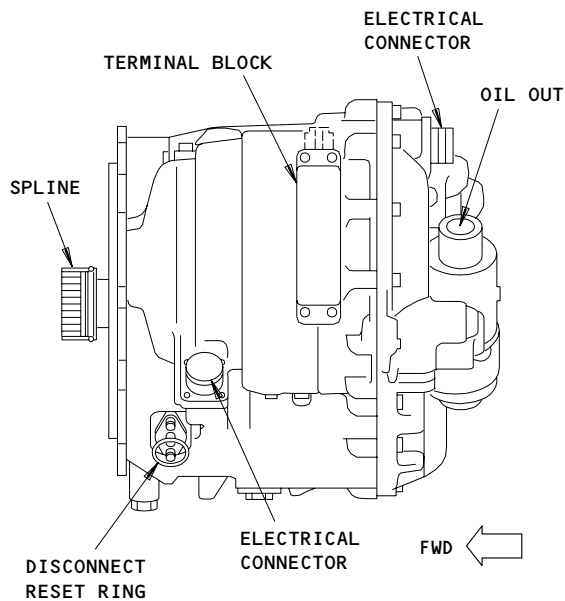 ELECTRICAL
CONNECTOR
TERMINAL BLOCK
OIL OUT
SPLINE
ELECTRICAL
CONNECTOR
FWD
DISCONNECT
RESET RING